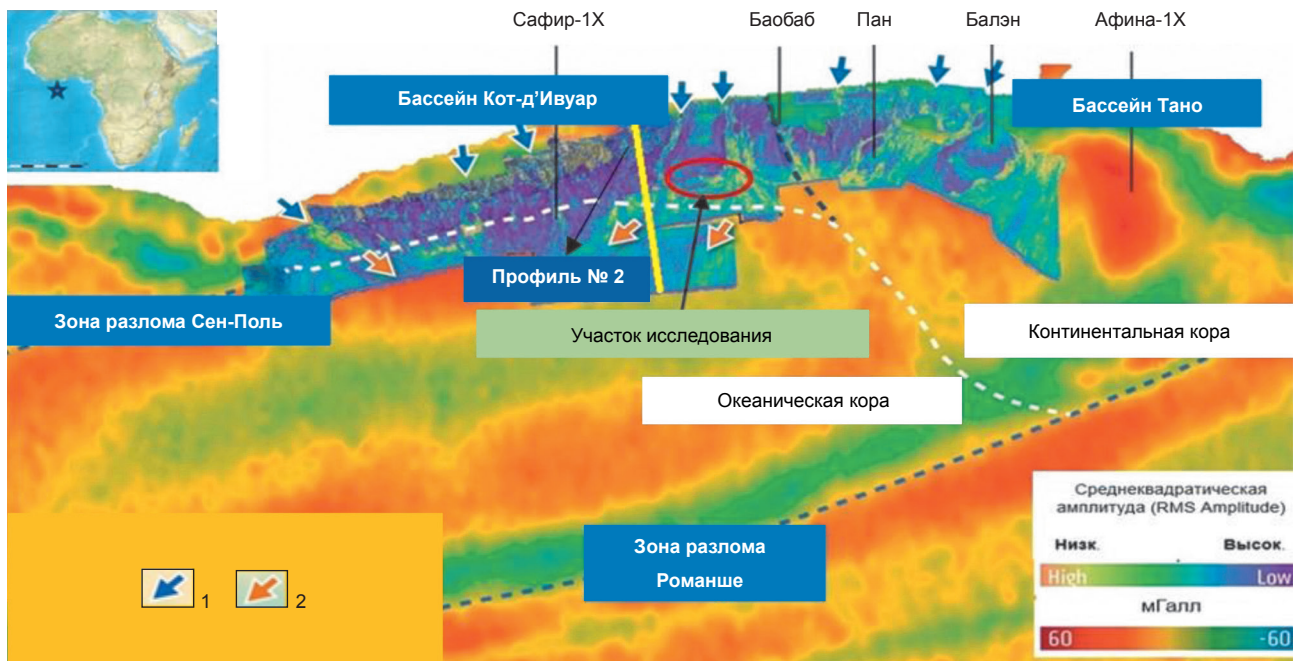 Сафир-1X
Баобаб
Пан
Балэн
Афина-1X
Бассейн Кот-д’Ивуар
Бассейн Тано
Профиль № 2
Зона разлома Сен-Поль
Участок исследования
Континентальная кора
Океаническая кора
Зона разлома
Романше
Среднеквадратическая
амплитуда (RMS Amplitude)
Низк. Высок.
High Low
мГалл
60 -60
1 2